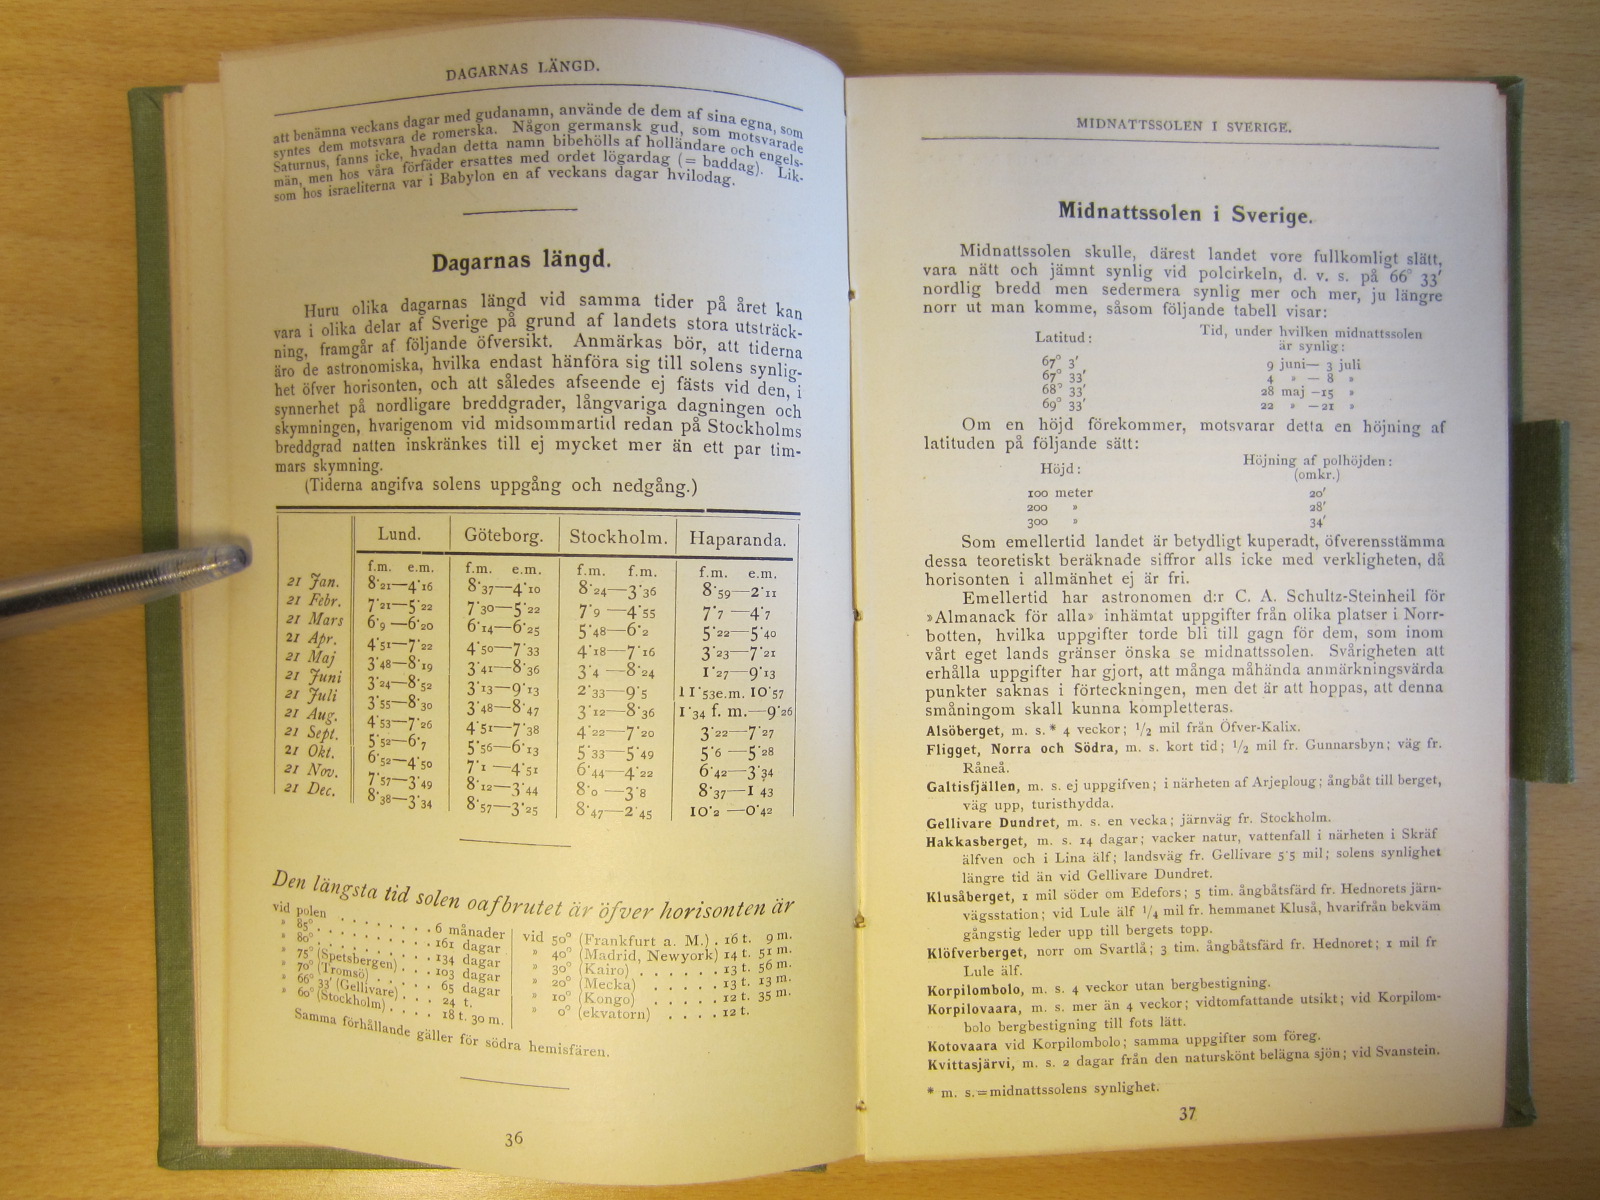 DAGARNAS LÄNGD.
att benämna veckans dagar med gudanamn, använde de dem af sina egna, som
syntes dem motsvara de romerska. Någon germansk gud, som motsvarade
Saturnus, fanns icke, hvadan detta namn bibehölls af holländare och engels-
män, men hos våra förfäder ersattes med ordet lögardag (= baddag). Lik-
som hos israeliterna var i Babylon en af veckans dagar hvilodag.
Dagarnas längd.
Huru olika dagarnas längd vid samma tider på året kan
vara i olika delar af Sverige på grund af landets stora utsträck-
ning, framgår af följande öfversikt. Anmärkas bör, att tiderna
äro de astronomiska, hvilka endast hänföra sig till solens synlig-
het öfver horisonten, och att således afseende ej fästs vid den, i
synnerhet på nordligare breddgrader, långvariga dagningen och
skymningen, hvarigenom vid midsommartid redan på Stockholms
breddgrad natten inskränkes till ej mycket mer än ett par tim-
mars skymning.
(Tiderna angifva solens uppgång och nedgång.)
Lund. Göteborg. Stockholm. Haparanda.
f.m. e.m. f.m. e.m. f.m. f.m. f.m. e.m.
21 Jan. 8·21—4·16 8·37—4·10 8·24—3·36 8·59—2·11
21 Febr. 7·21—5·22 7·30—5·22 7·9 —4·55 7·7 —4·7
21 Mars 6·9 —6·20 6·14—6·25 5·48—6·2 5·22—5·40
21 Apr. 4·51—7·22 4·50—7·33 4·18—7·16 3·23—7·21
21 Maj 3·48—8·19 3·41—8·36 3·4 —8·24 1·27—9·13
21 Juni 3·24—8·52 3·13—9·13 2·33—9·5 11·53e.m. 10·57
21 Juli 3·55—8·30 3·48—8·47 3·12—8·36 1·34 f. m.—9·26
21 Aug. 4·53—7·26 4·51—7·38 4·22—7·20 3·22—7·27
21 Sept. 5·52—6·7 5·56—6·13 5·33—5·49 5·6 —5·28
21 Okt. 6·52—4·50 7·1 —4·51 6·44—4·22 6·42—3·34
21 Nov. 7·57—3·49 8·12—3·44 8·0 —3·8 8·37—1 43
21 Dec. 8·38—3·34 8·57—3·25 8·47—2 45 10·2 —0·42
Den längsta tid solen oafbrutet är öfver horisonten är
vid polen . . . . . . . 6 månader
» 85° . . . . . . . . . 161 dagar
» 80° . . . . . . . . . 134 dagar
» 75° (Spetsbergen) . . . 103 dagar
» 70° (Tromsö) . . . . . 65 dagar
» 66° 33' (Gellivare) . . . 24 t.
» 60° (Stockholm) . . . . 18 t. 30 m.
vid 50° (Frankfurt a. M.) . 16 t. 9 m.
» 40° (Madrid, Newyork) 14 t. 51 m.
» 30° (Kairo) . . . . . . 13 t. 56 m.
» 20° (Mecka) . . . . . 13 t. 13 m.
» 10° (Kongo) . . . . . 12 t. 35 m.
» 0° (ekvatorn) . . . . 12 t.
Samma förhållande gäller för södra hemisfären.
36
MIDNATTSSOLEN I SVERIGE.
Midnattssolen i Sverige.
Midnattssolen skulle, därest landet vore fullkomligt slätt,
vara nätt och jämnt synlig vid polcirkeln, d. v. s. på 66° 33'
nordlig bredd men sedermera synlig mer och mer, ju längre
norr ut man komme, såsom följande tabell visar:
Latitud: Tid, under hvilken midnattssolen
är synlig:
67° 3' 9 juni— 3 juli
67° 33' 4 » — 8 »
68° 33' 28 maj —15 »
69° 33' 22 » —21 »
Om en höjd förekommer, motsvarar detta en höjning af
latituden på följande sätt:
Höjd: Höjning af polhöjden:
(omkr.)
100 meter 20'
200 » 28'
300 » 34'
Som emellertid landet är betydligt kuperadt, öfverensstämma
dessa teoretiskt beräknade siffror alls icke med verkligheten, då
horisonten i allmänhet ej är fri.
Emellertid har astronomen d:r C. A. Schultz-Steinheil för
»Almanack för alla» inhämtat uppgifter från olika platser i Norr-
botten, hvilka uppgifter torde bli till gagn för dem, som inom
vårt eget lands gränser önska se midnattssolen. Svårigheten att
erhålla uppgifter har gjort, att många måhända anmärkningsvärda
punkter saknas i förteckningen, men det är att hoppas, att denna
småningom skall kunna kompletteras.
Alsöberget, m. s.* 4 veckor; 1/2 mil från Öfver-Kalix.
Fligget, Norra och Södra, m. s. kort tid; 1/2 mil fr. Gunnarsbyn; väg fr.
Råneå.
Galtisfjällen, m. s. ej uppgifven; i närheten af Arjeploug; ångbåt till berget,
väg upp, turisthydda.
Gellivare Dundret, m. s. en vecka; järnväg fr. Stockholm.
Hakkasberget, m. s. 14 dagar; vacker natur, vattenfall i närheten i Skräf
älfven och i Lina älf; landsväg fr. Gellivare 5·5 mil; solens synlighet
längre tid än vid Gellivare Dundret.
Klusåberget, 1 mil söder om Edefors; 5 tim. ångbåtsfärd fr. Hednorets järn-
vägsstation; vid Lule älf 1/4 mil fr. hemmanet Kluså, hvarifrån bekväm
gångstig leder upp till bergets topp.
Klöfverberget, norr om Svartlå; 3 tim. ångbåtsfärd fr. Hednoret; 1 mil fr
Lule älf.
Korpilombolo, m. s. 4 veckor utan bergbestigning.
Korpilovaara, m. s. mer än 4 veckor; vidtomfattande utsikt; vid Korpilom-
bolo bergbestigning till fots lätt.
Kotovaara vid Korpilombolo; samma uppgifter som föreg.
Kvittasjärvi, m. s. 2 dagar från den naturskönt belägna sjön; vid Svanstein.
* m. s.=midnattssolens synlighet.
37